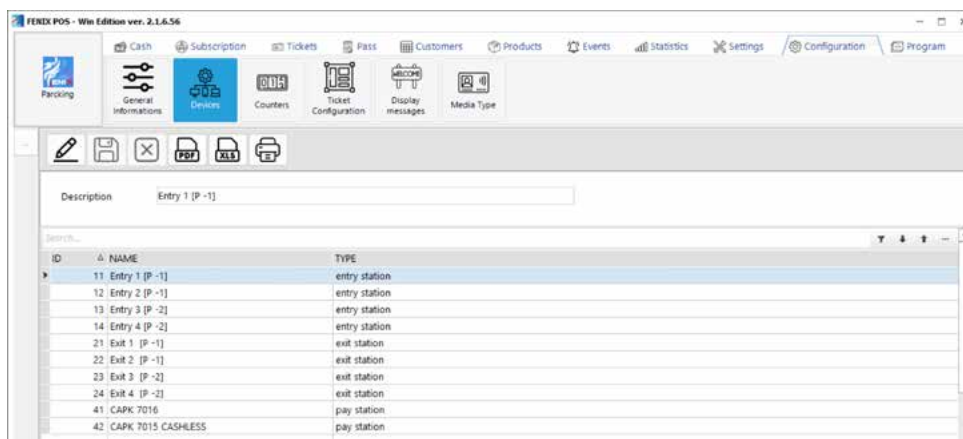 FENIX POS - Win Edition ver. 2.1.6.56
Cash Subscription Tickets Pass Customers Products Events Statistics Settings Configuration Program
Parcking
General Informations
Devices
Counters
Ticket Configuration
Display messages
Media Type
WELCOME
PDF XLS
Description Entry 1 [P -1]
Search...
ID NAME TYPE
11 Entry 1 [P -1] entry station
12 Entry 2 [P -1] entry station
13 Entry 3 [P -2] entry station
14 Entry 4 [P -2] entry station
21 Exit 1 [P -1] exit station
22 Exit 2 [P -1] exit station
23 Exit 3 [P -2] exit station
24 Exit 4 [P -2] exit station
41 CAPK 7016 pay station
42 CAPK 7015 CASHLESS pay station